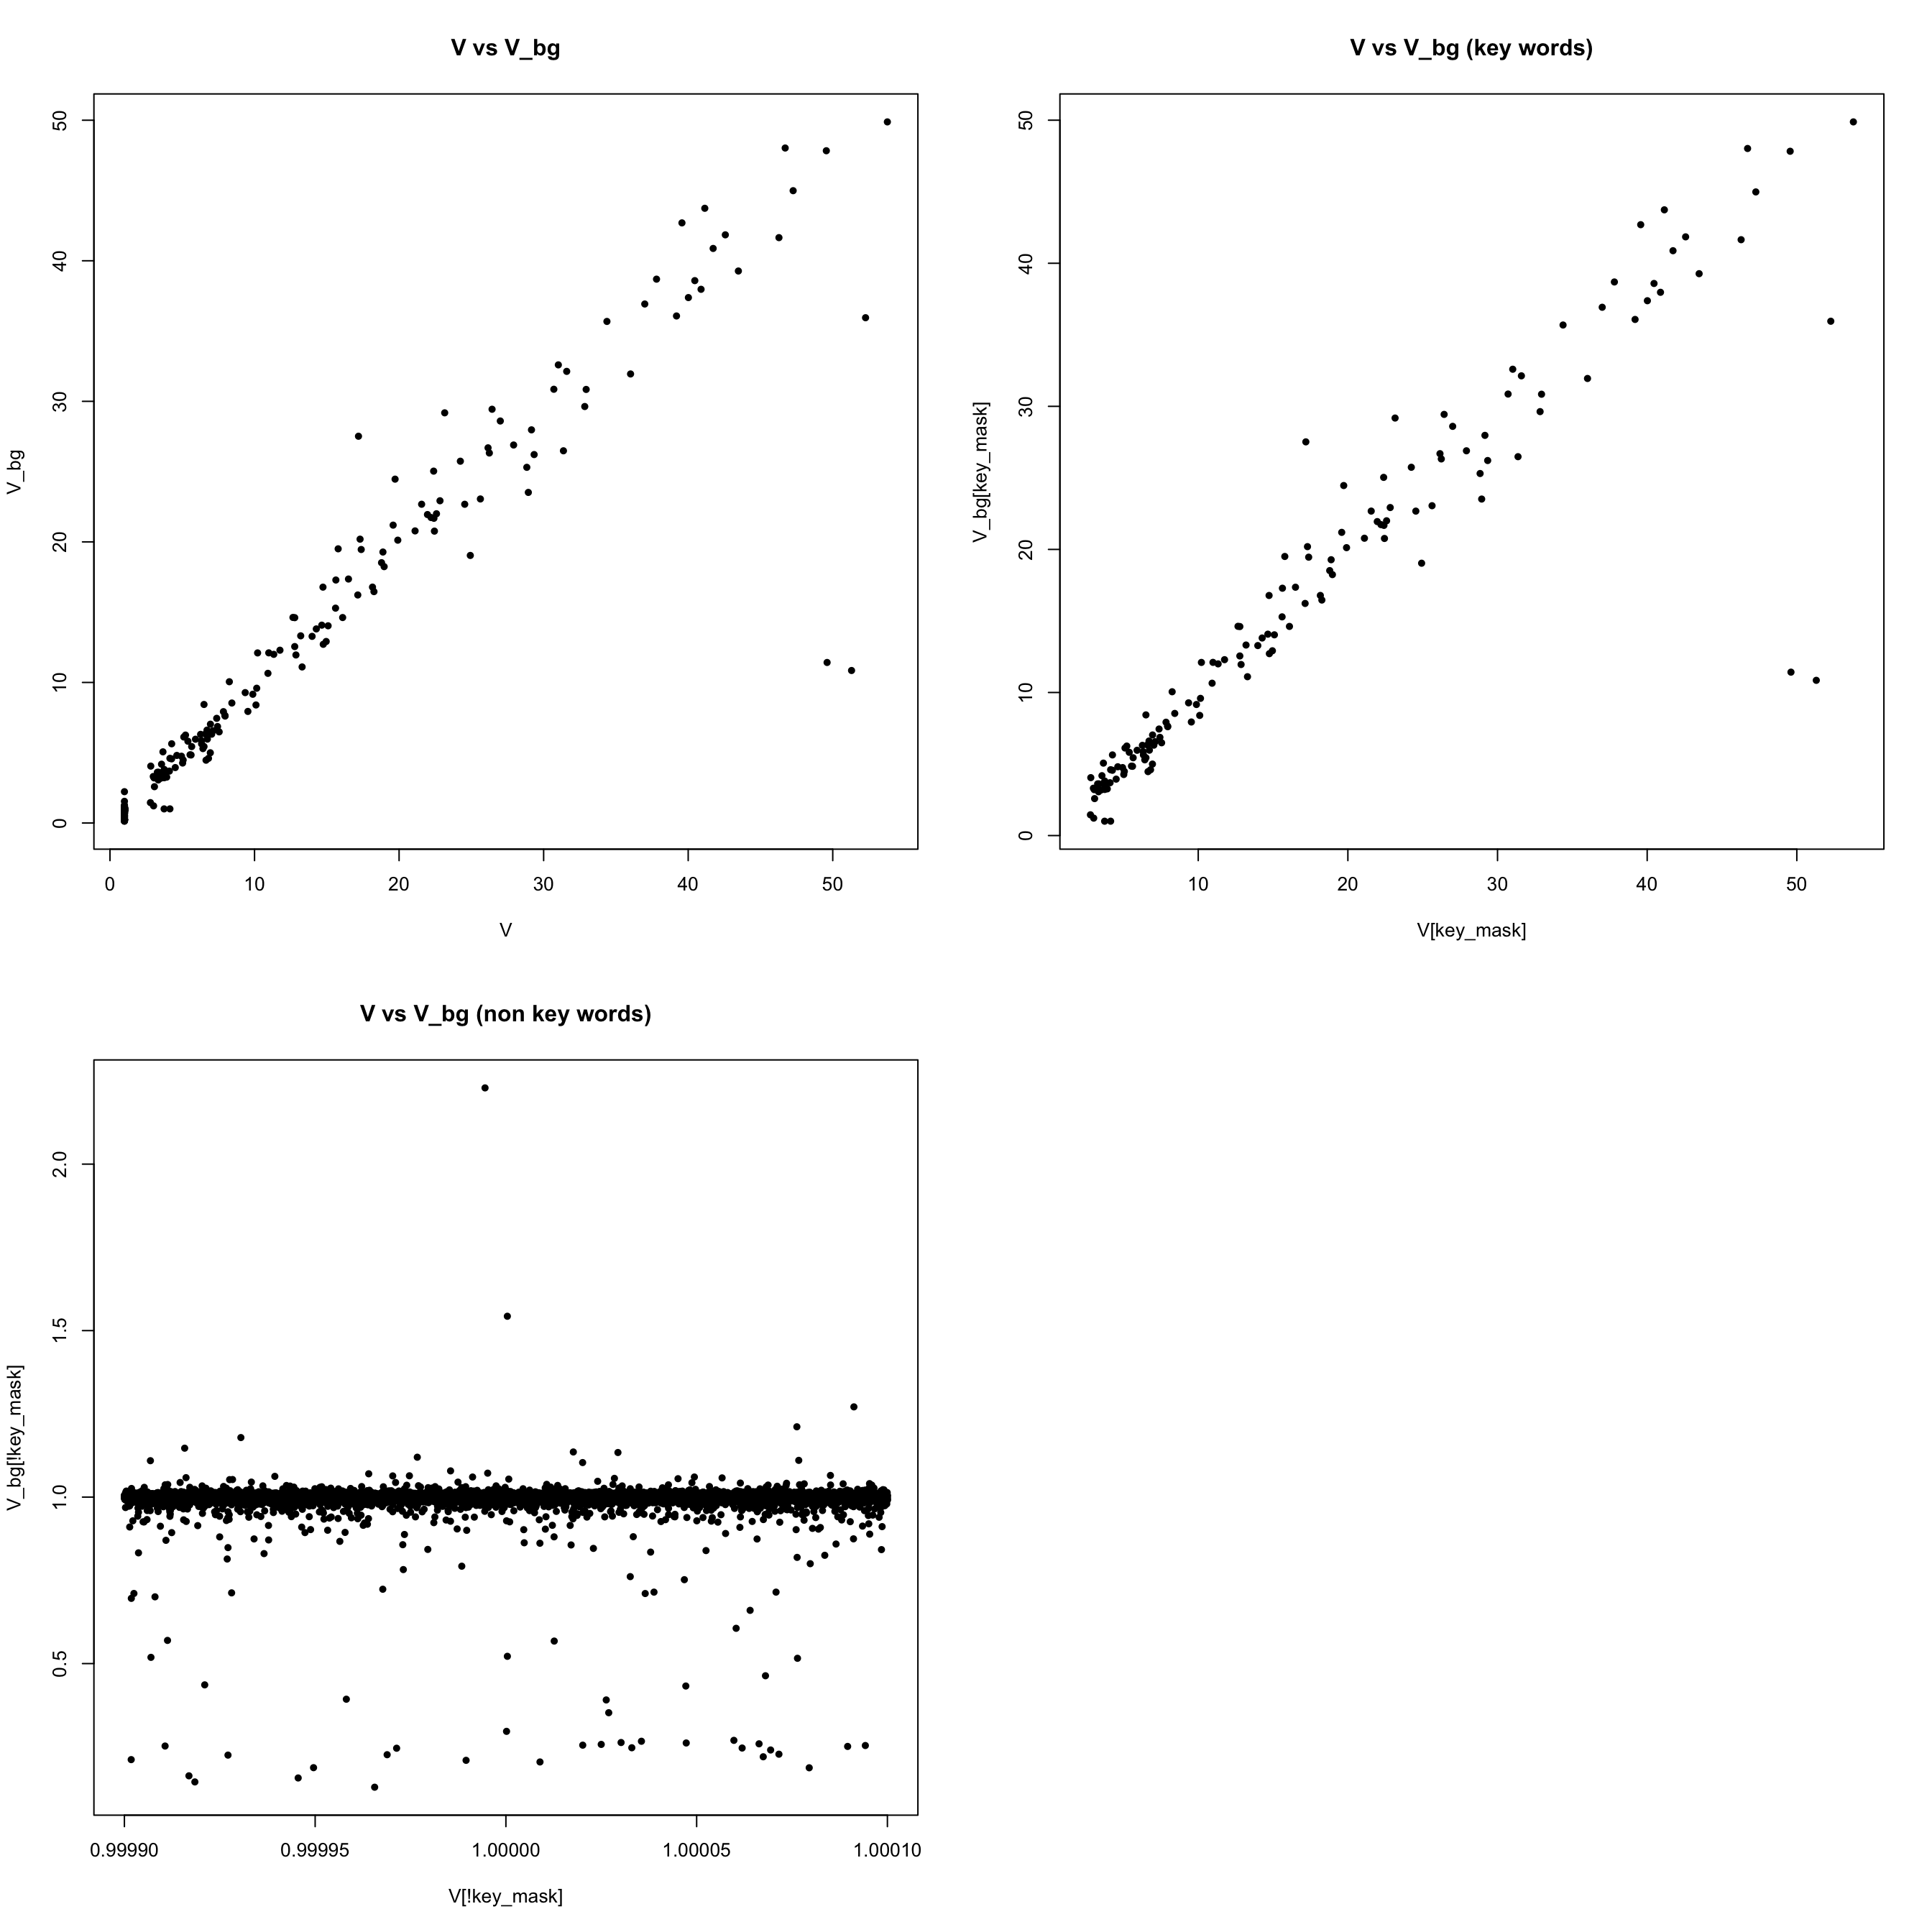 V vs V_bg
50
40
30
20
10
0
V_bg
0 10 20 30 40 50
V
V vs V_bg (key words)
50
40
30
20
10
0
V_bg[key_mask]
10 20 30 40 50
V[key_mask]
V vs V_bg (non key words)
2.0
1.5
1.0
0.5
V_bg[!key_mask]
0.99990 0.99995 1.00000 1.00005 1.00010
V[!key_mask]